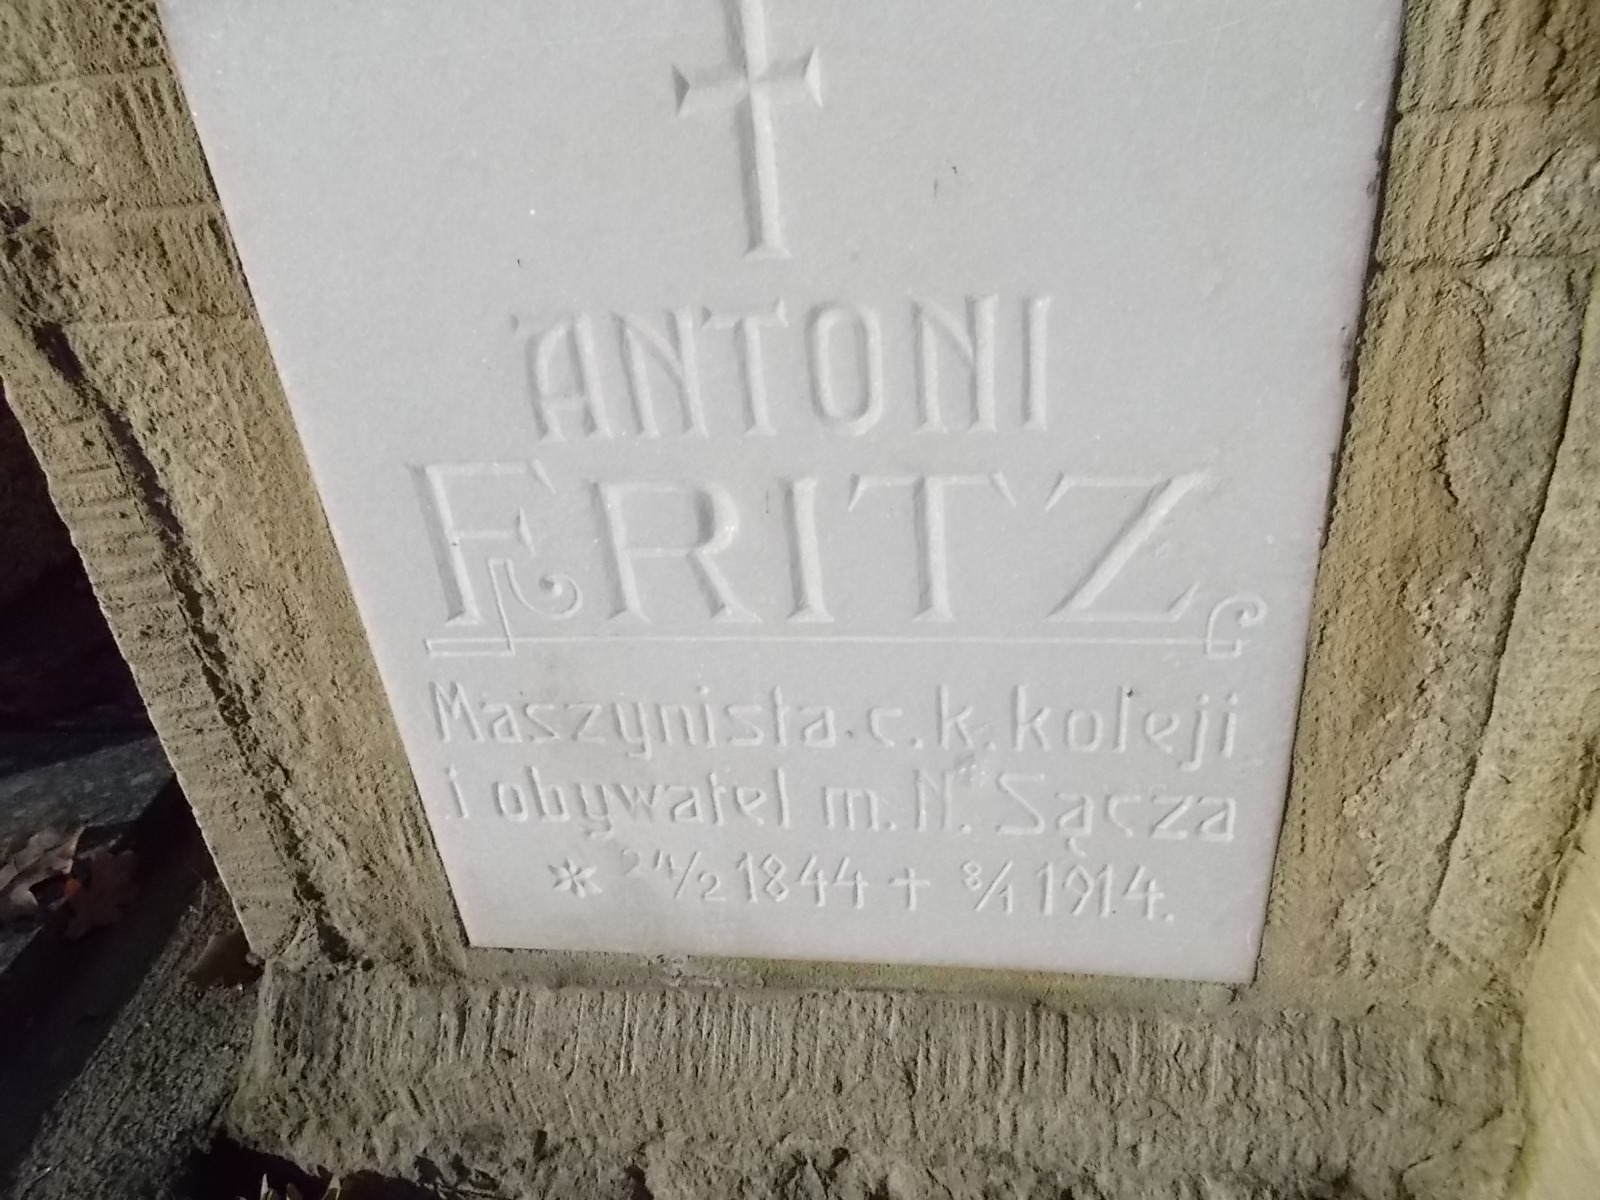 ANTONI
FRITZ
Maszynista c.k. kolei
i obywatel m. N. Sącza
* 24/2 1844 + 8/1 1914.